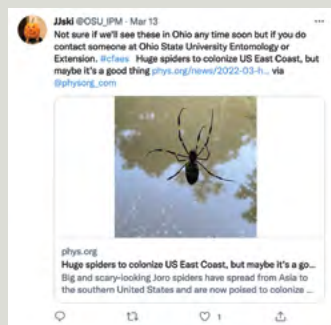 JJski @OSU_IPM · Mar 13
Not sure if we'll see these in Ohio any time soon but if you do
contact someone at Ohio State University Entomology or
Extension. #cfaes Huge spiders to colonize US East Coast, but
maybe it's a good thing phys.org/news/2022-03-h... via
@physorg_com
phys.org
Huge spiders to colonize US East Coast, but maybe it's a go...
Big and scary-looking Joro spiders have spread from Asia to
the southern United States and are now poised to colonize ...
1